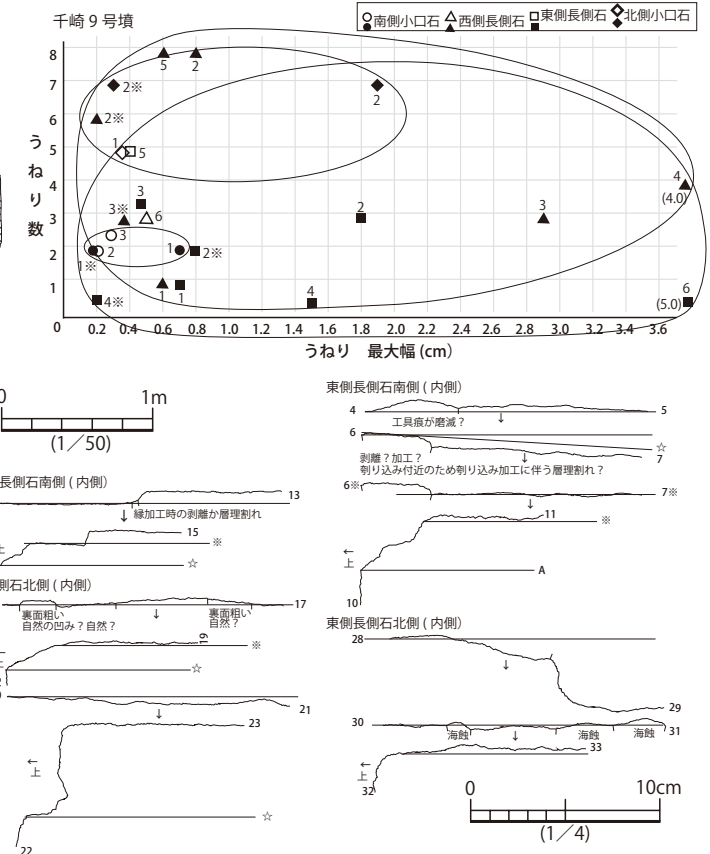 千崎９号墳
○ △ □東側長側石 ◇北側小口石
●南側小口石 ▲西側長側石 ■ ◆
うねり数
8
7
6
5
4
3
2
1
0
5 2
2※ 2
2※
1 5
4
(4.0)
3 2 3
3※ 6
3
2 1 2※
1※
1 1
4※ 4 6
(5.0)
0.2 0.4 0.6 0.8 1.0 1.2 1.4 1.6 1.8 2.0 2.2 2.4 2.6 2.8 3.0 3.2 3.4 3.6
うねり 最大幅 (cm)
0 1m
(1／50)
長側石南側 ( 内側)
13
↓ 縁加工時の剥離か層理割れ
15
※
上
☆
側石北側 ( 内側)
17
裏面粗い ↓ 裏面粗い
自然の凹み？自然？ 自然？
19
※
☆
21
↓
23
←
上
☆
22
東側長側石南側 ( 内側)
4 5
工具痕が磨滅？ ↓
6
☆
剥離？加工？ ↓ 7
刳り込み付近のため刳り込み加工に伴う層理割れ？
6※ 7※
↓
11
※
←
上
A
10
東側長側石北側 ( 内側)
28
↓
29
30 31
海蝕 ↓ 海蝕 海蝕
33
←
上
32
0 10cm
(1／4)